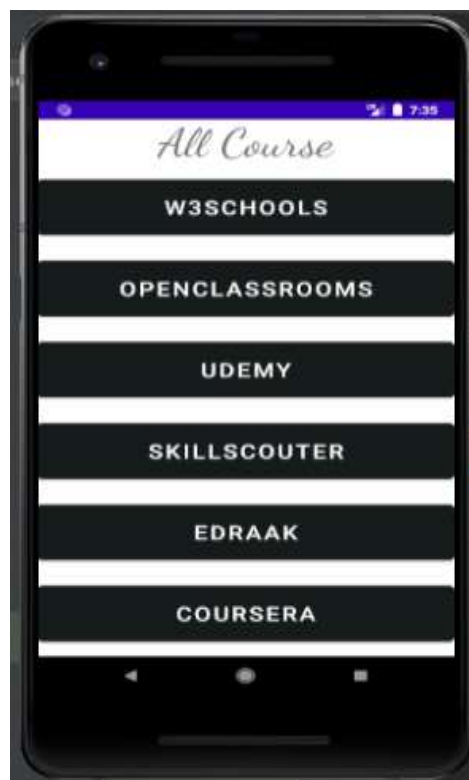 7:35
All Course
W3SCHOOLS
OPENCLASSROOMS
UDEMY
SKILLSCOUTER
EDRAAK
COURSERA